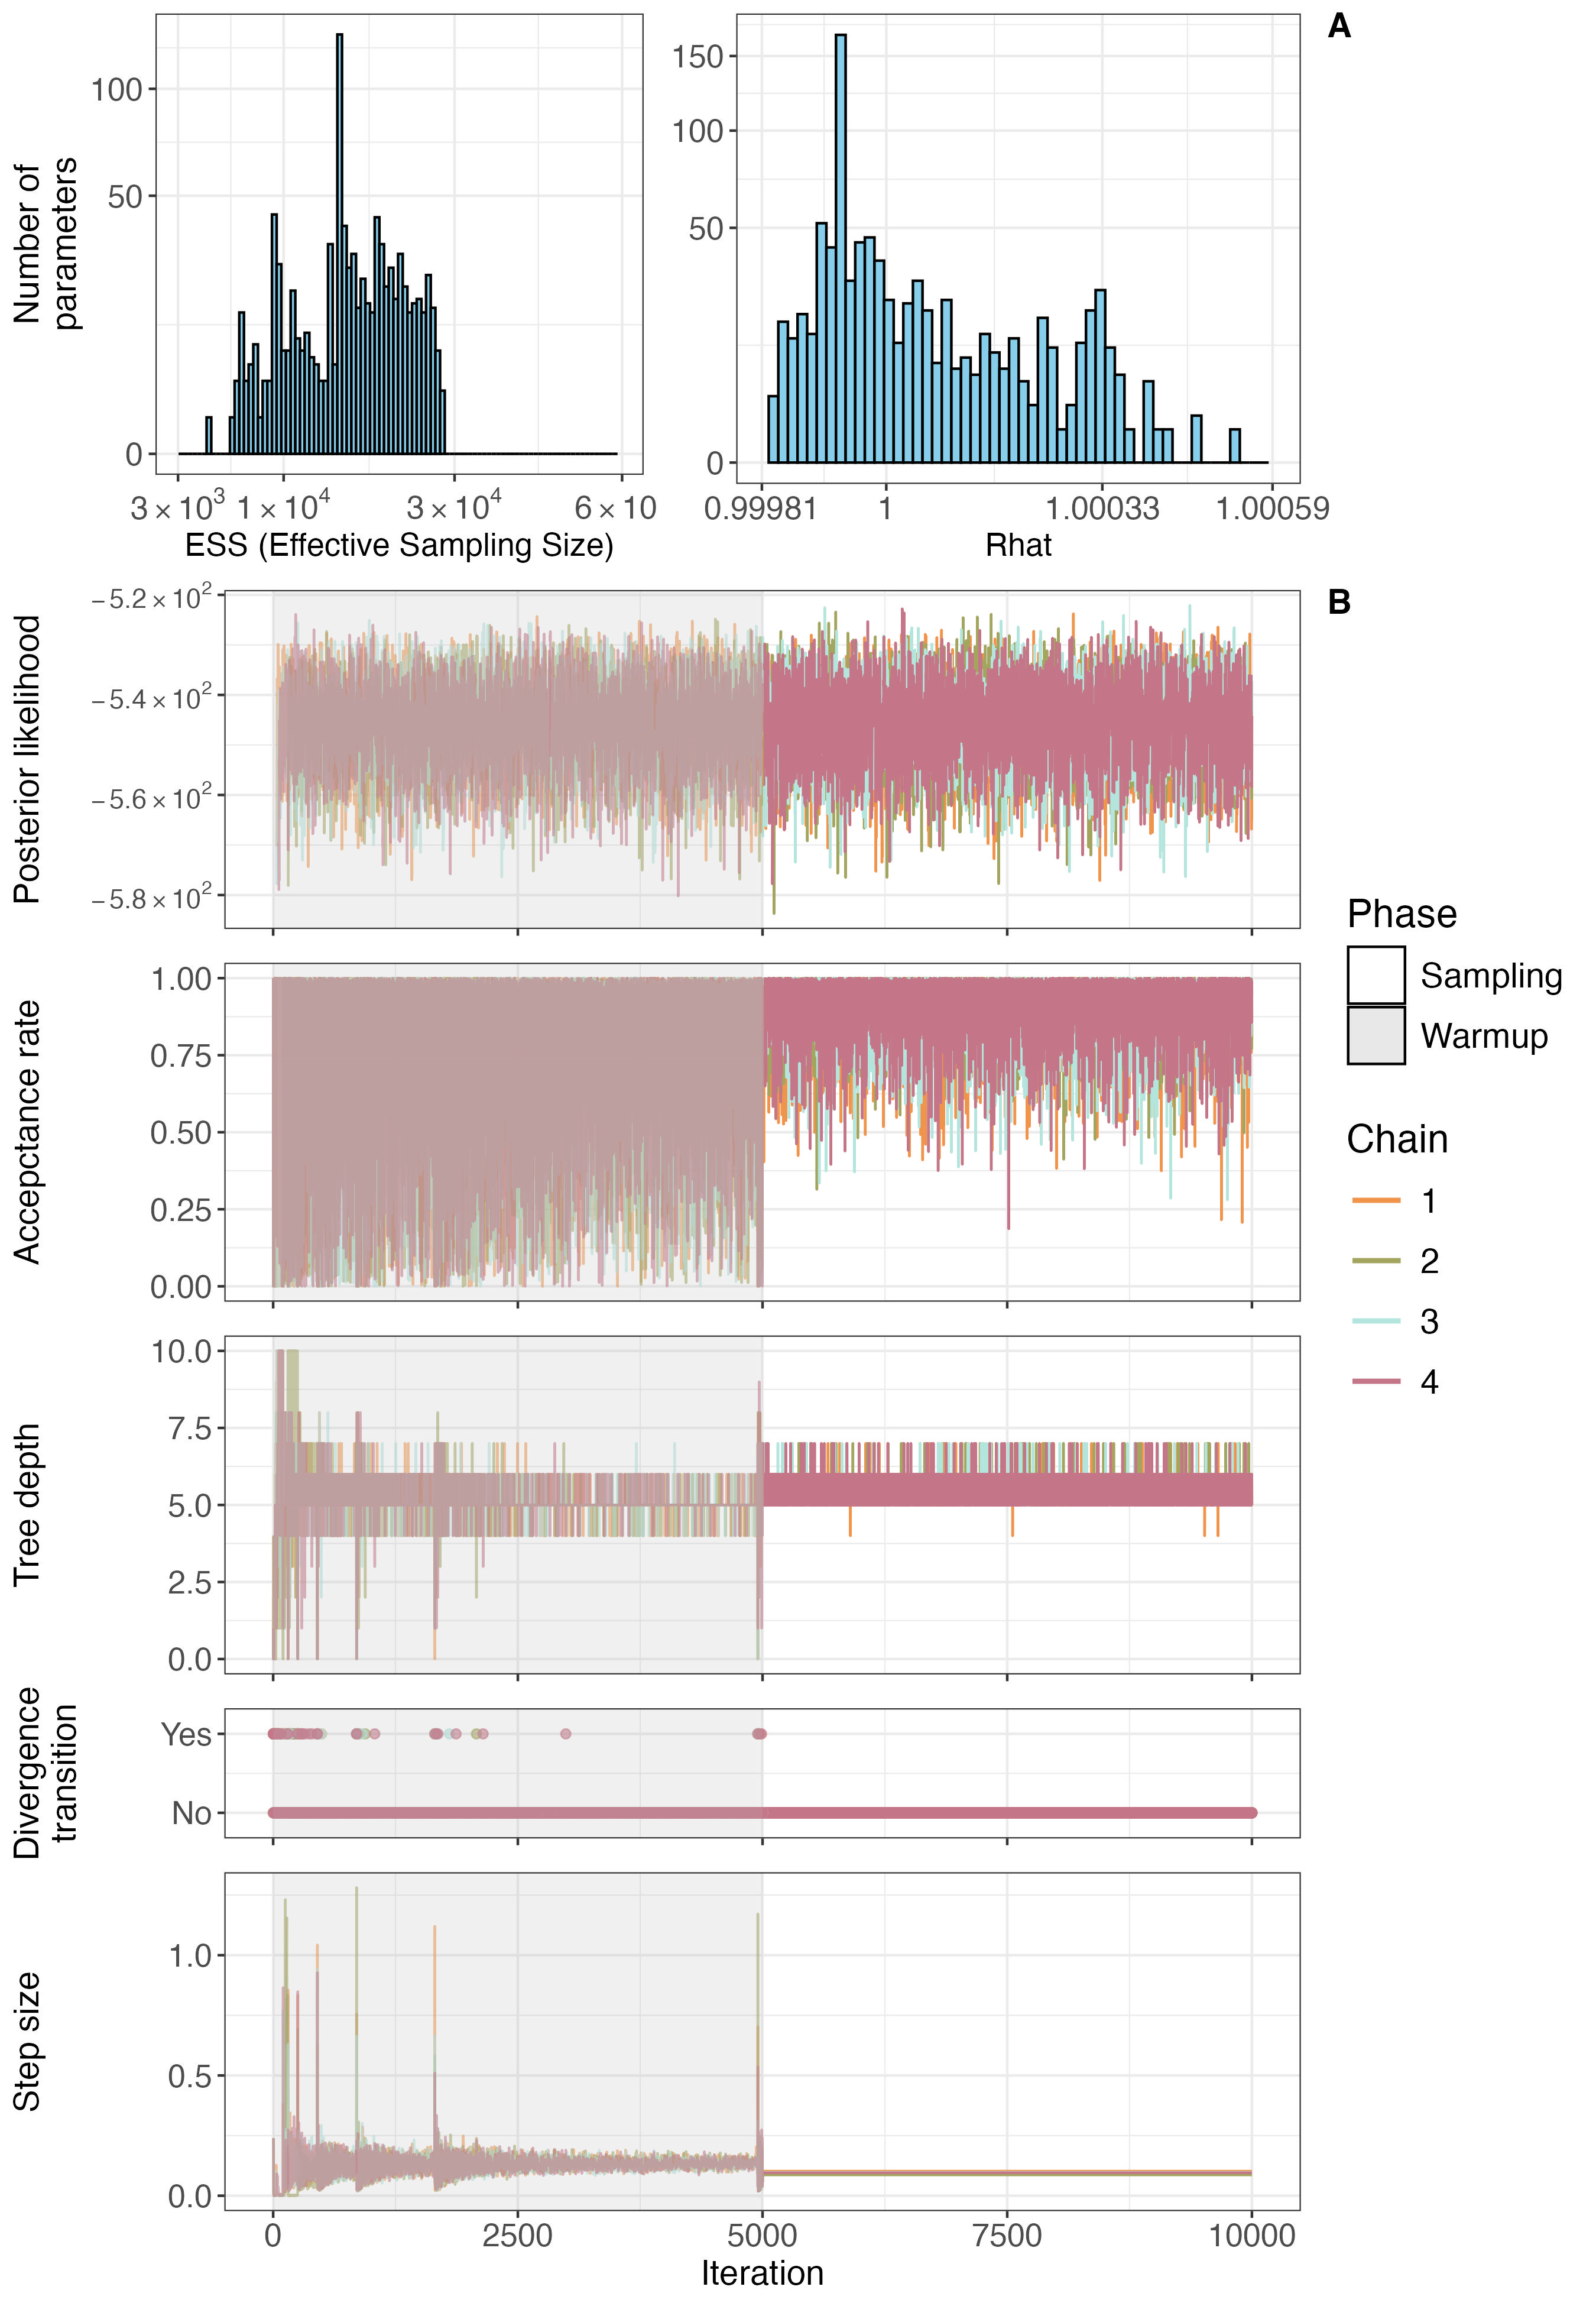 A
Number of
parameters
100
50
0
3×10³ 1×10⁴ 3×10⁴ 6×10
ESS (Effective Sampling Size)
150
100
50
0
0.99981 1 1.00033 1.00059
Rhat
B
Posterior likelihood
−5.2×10²
−5.4×10²
−5.6×10²
−5.8×10²
Accepctance rate
1.00
0.75
0.50
0.25
0.00
Tree depth
10.0
7.5
5.0
2.5
0.0
Divergence
transition
Yes
No
Step size
1.0
0.5
0.0
0 2500 5000 7500 10000
Iteration
Phase
Sampling
Warmup
Chain
1
2
3
4